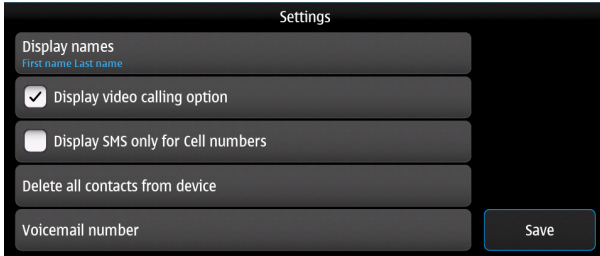 Settings
Display names
First name Last name
Display video calling option
Display SMS only for Cell numbers
Delete all contacts from device
Voicemail number
Save